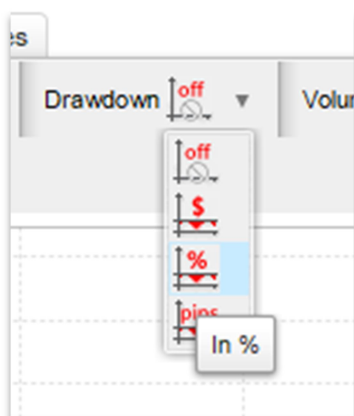 es
Drawdown off Volu
off
$
%
pips
In %